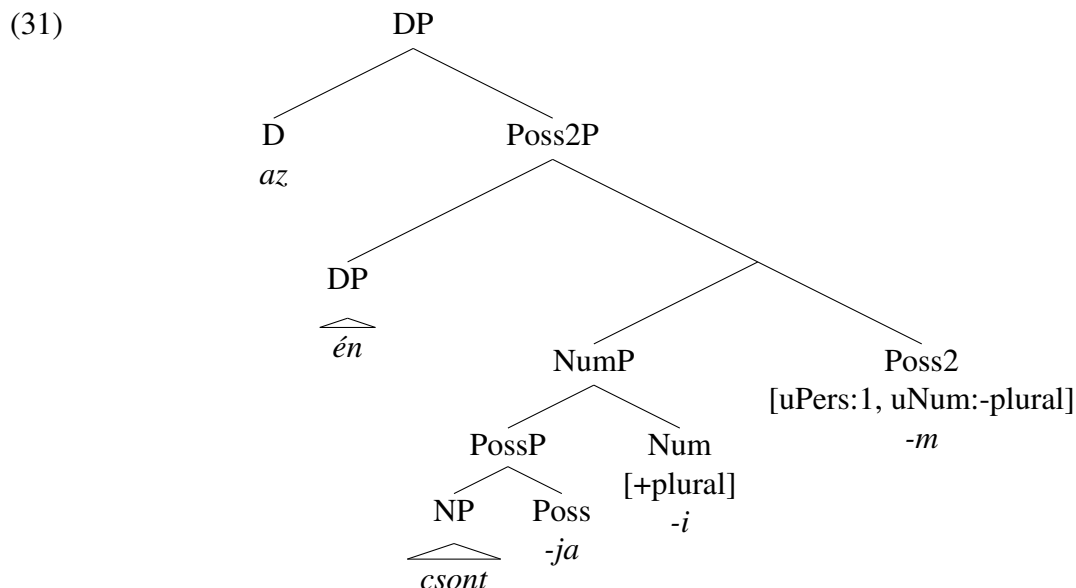 (31) DP
D Poss2P
az
DP
én
NumP Poss2
[uPers:1, uNum:-plural]
-m
PossP Num
[+plural]
-i
NP Poss
-ja
csont